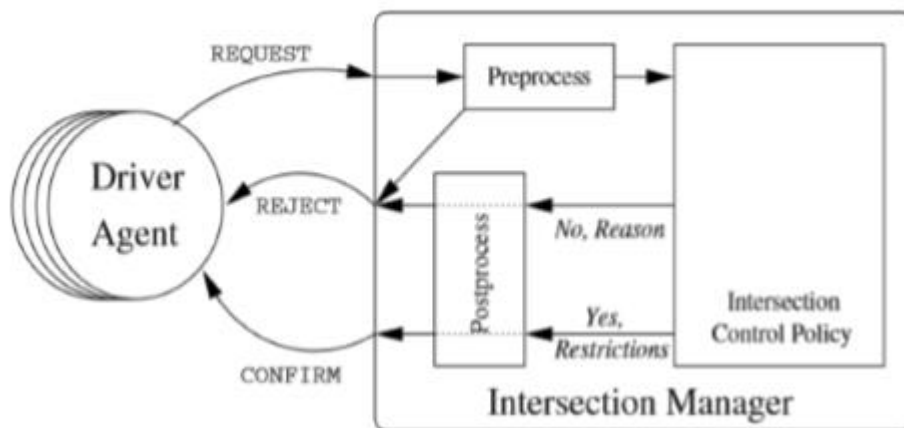 REQUEST
Preprocess
Driver
Agent
REJECT
No, Reason
Postprocess
Intersection
Control Policy
Yes,
Restrictions
CONFIRM
Intersection Manager